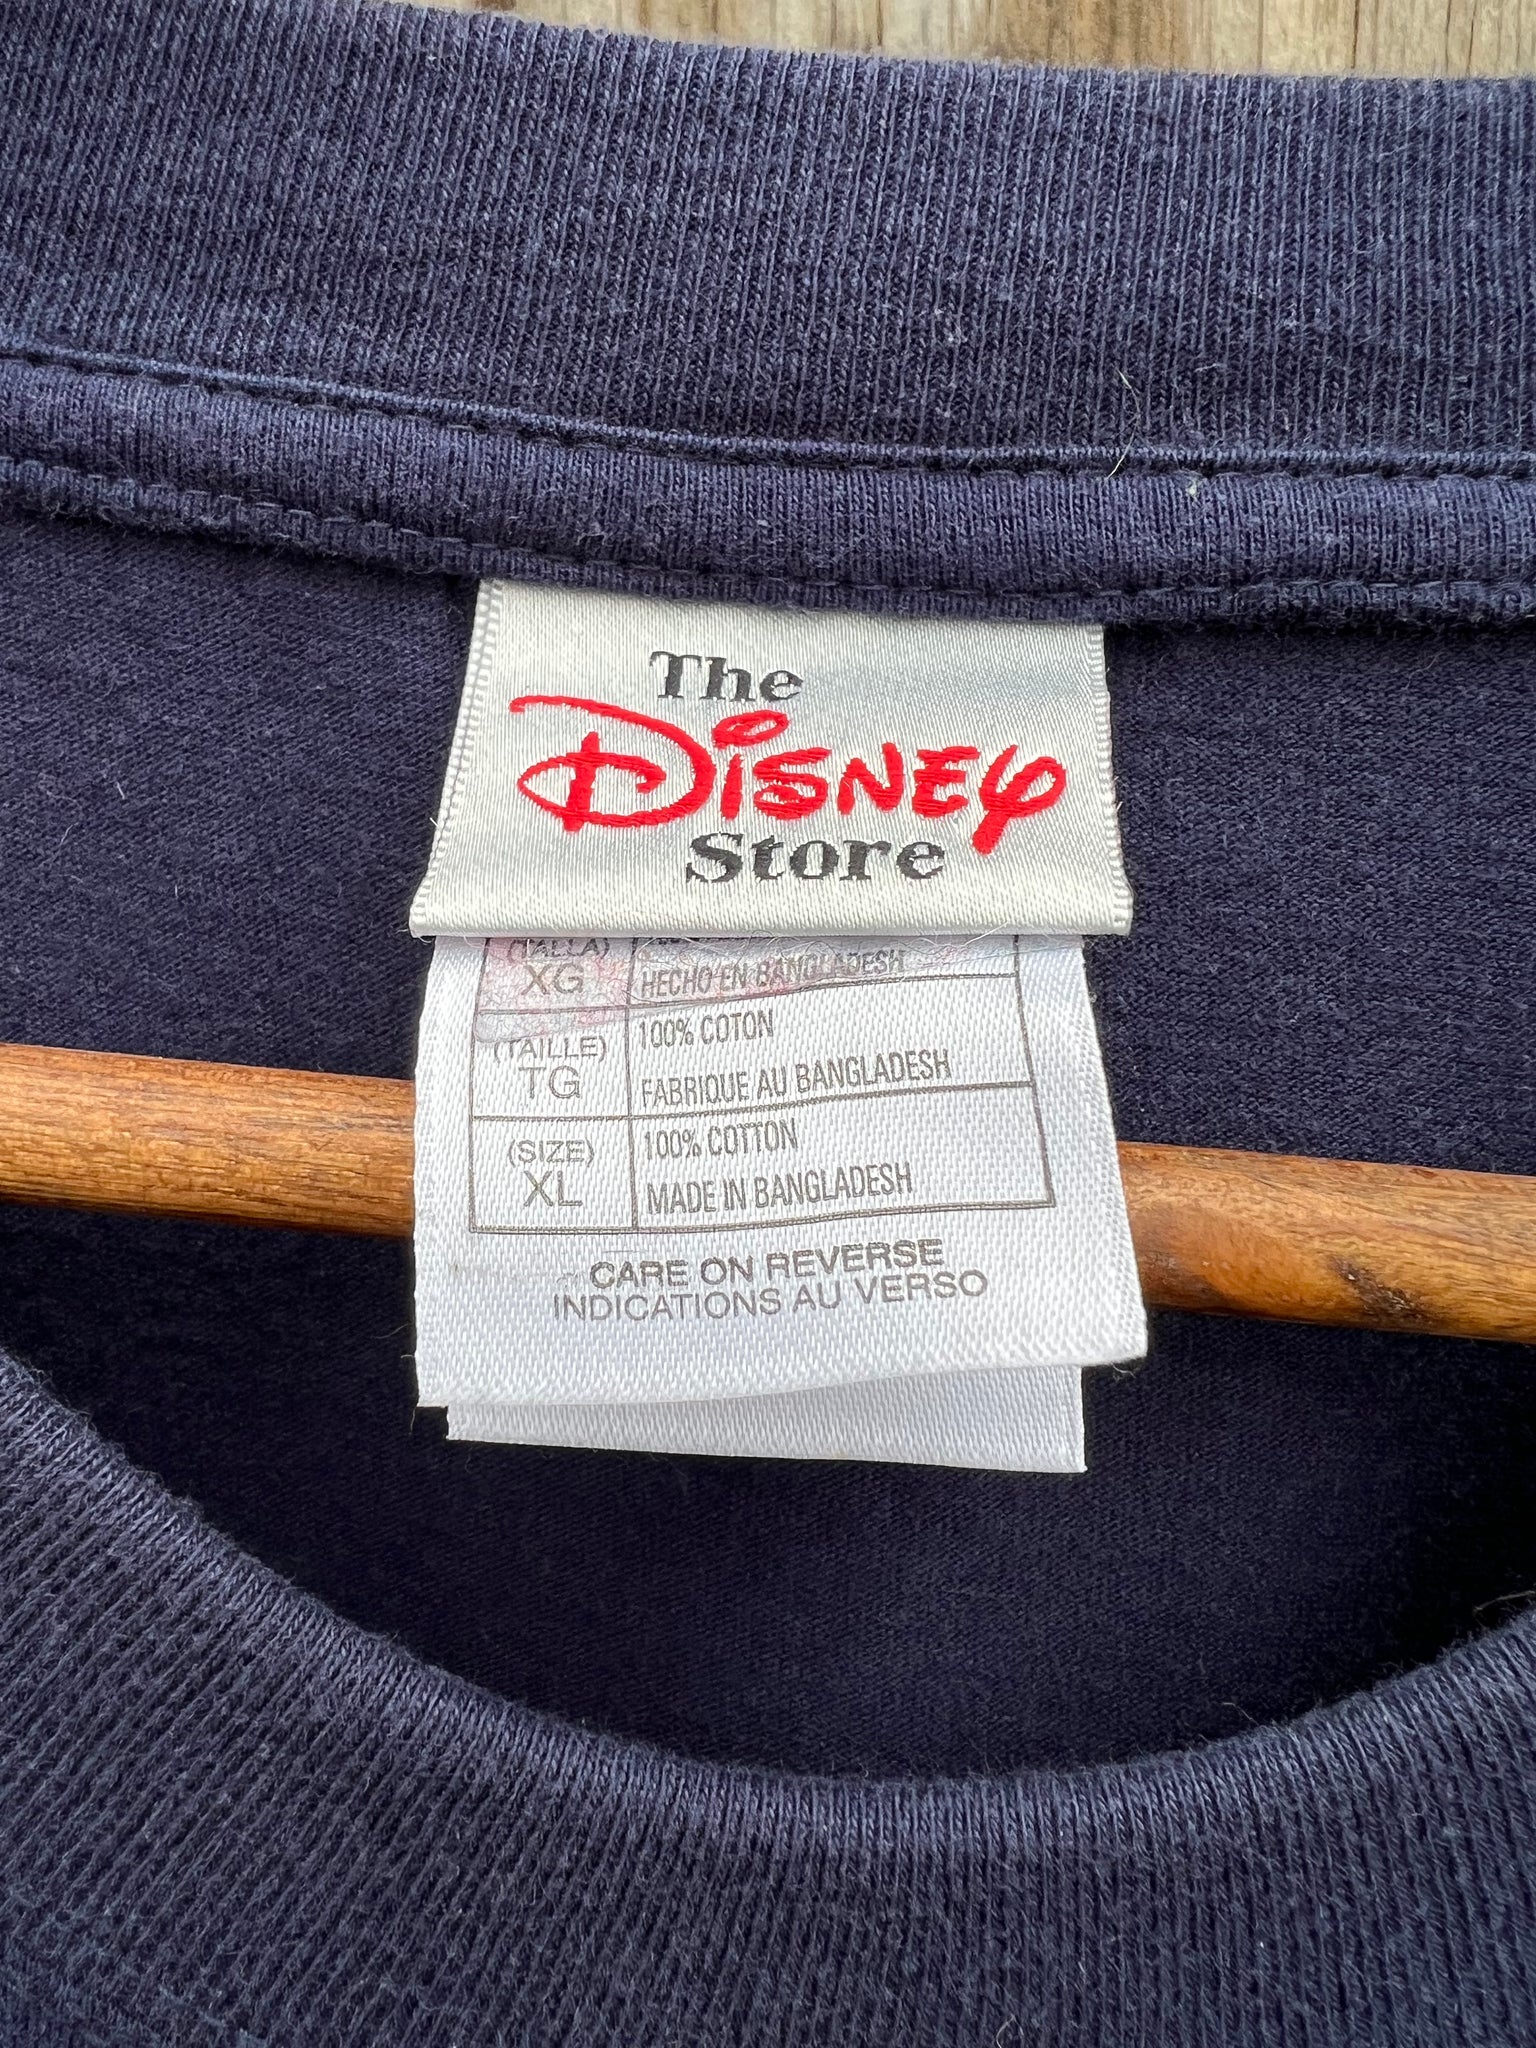 The
Disney
Store
(TALLA)
XG
HECHO EN BANGLADESH
(TAILLE)
TG
100% COTON
FABRIQUE AU BANGLADESH
(SIZE)
XL
100% COTTON
MADE IN BANGLADESH
CARE ON REVERSE
INDICATIONS AU VERSO